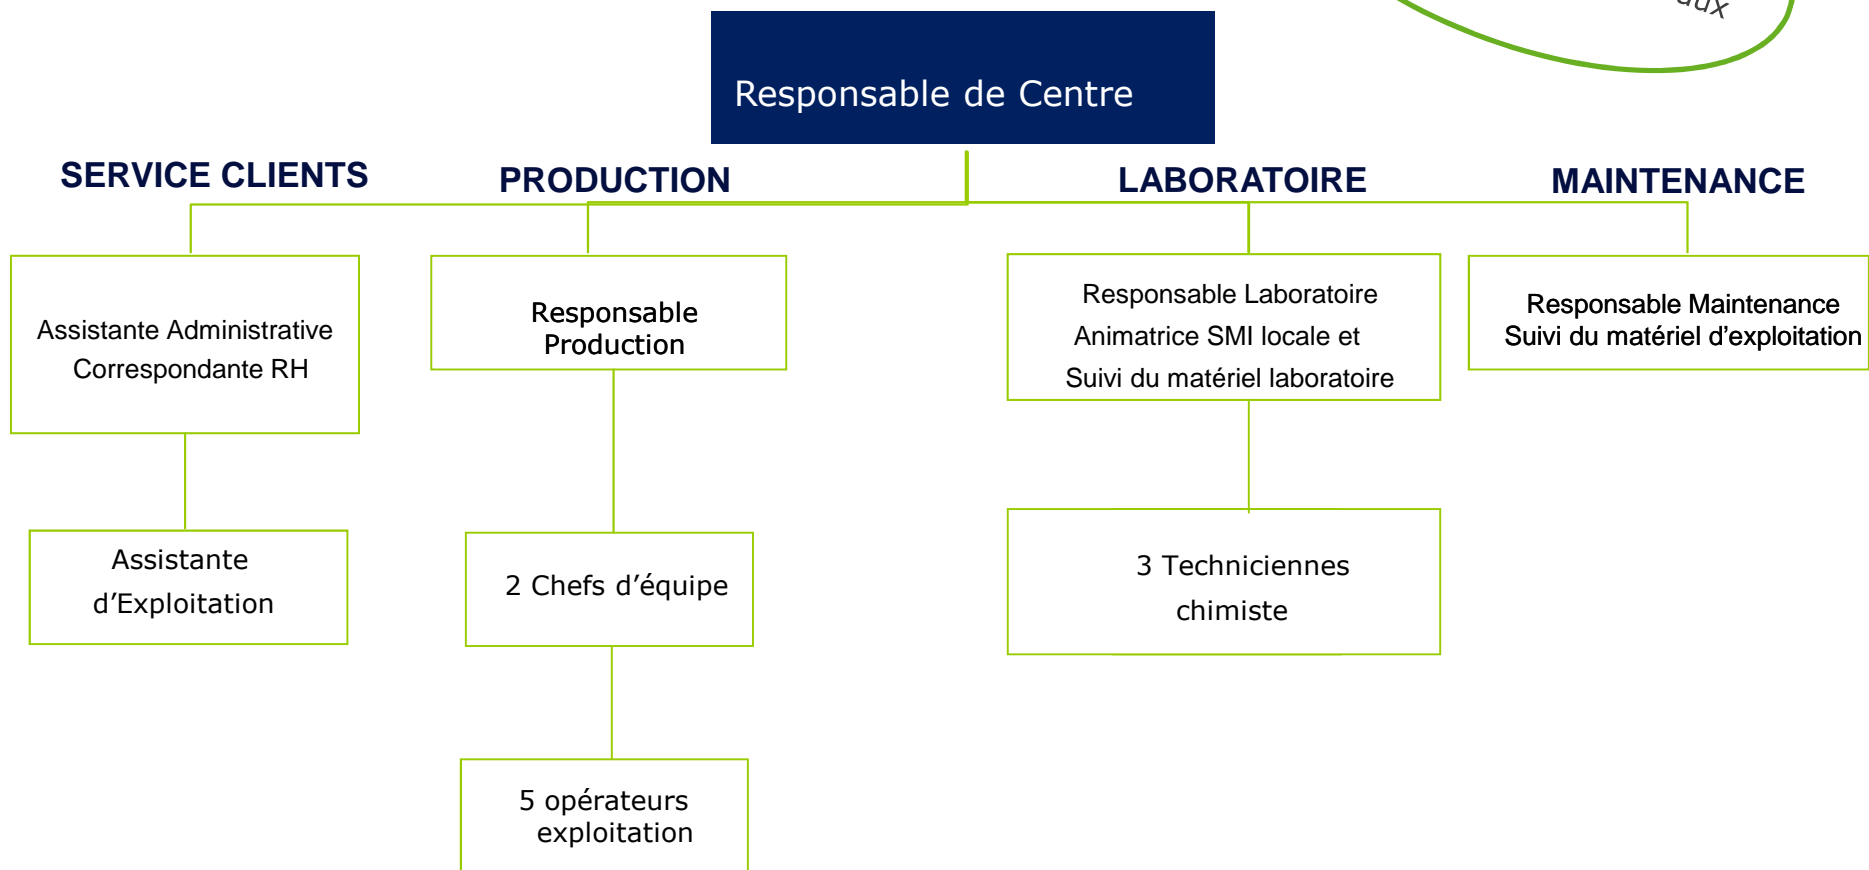 Responsable de Centre
SERVICE CLIENTS
PRODUCTION
LABORATOIRE
MAINTENANCE
Assistante Administrative
Correspondante RH
Responsable
Production
Responsable Laboratoire
Animatrice SMI locale et
Suivi du matériel laboratoire
Responsable Maintenance
Suivi du matériel d’exploitation
Assistante
d’Exploitation
2 Chefs d’équipe
3 Techniciennes
chimiste
5 opérateurs
exploitation